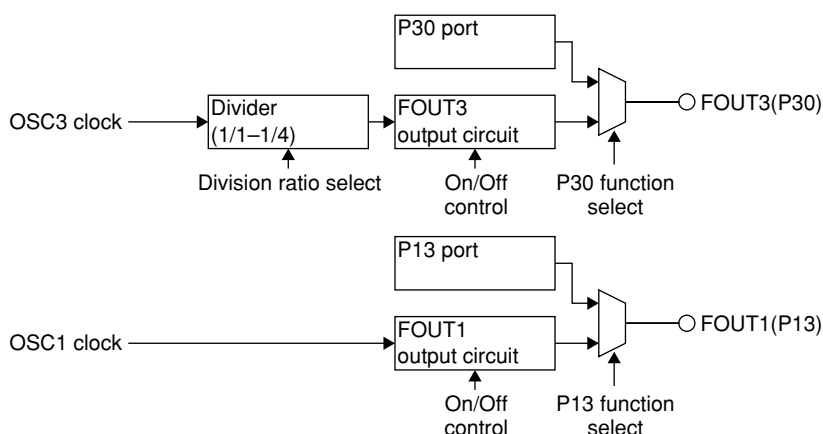 P30 port
OSC3 clock
Divider
(1/1–1/4)
FOUT3
output circuit
FOUT3(P30)
Division ratio select
On/Off
control
P30 function
select
P13 port
OSC1 clock
FOUT1
output circuit
FOUT1(P13)
On/Off
control
P13 function
select